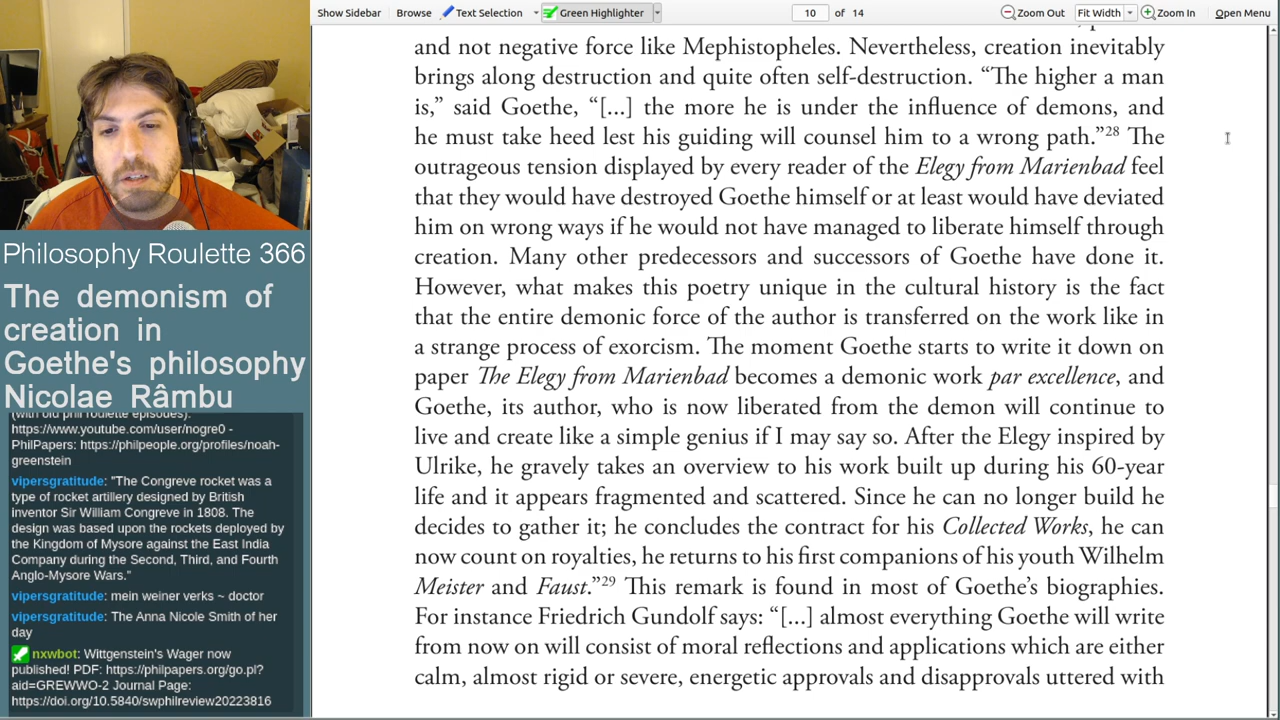 Show Sidebar
Browse
Text Selection
Green Highlighter
10
of 14
Zoom Out
Fit Width
Zoom In
Open Menu
and not negative force like Mephistopheles. Nevertheless, creation inevitably
brings along destruction and quite often self-destruction. “The higher a man
is,” said Goethe, “[...] the more he is under the influence of demons, and
he must take heed lest his guiding will counsel him to a wrong path.”28 The
outrageous tension displayed by every reader of the Elegy from Marienbad feel
that they would have destroyed Goethe himself or at least would have deviated
him on wrong ways if he would not have managed to liberate himself through
creation. Many other predecessors and successors of Goethe have done it.
However, what makes this poetry unique in the cultural history is the fact
that the entire demonic force of the author is transferred on the work like in
a strange process of exorcism. The moment Goethe starts to write it down on
paper The Elegy from Marienbad becomes a demonic work par excellence, and
Goethe, its author, who is now liberated from the demon will continue to
live and create like a simple genius if I may say so. After the Elegy inspired by
Ulrike, he gravely takes an overview to his work built up during his 60-year
life and it appears fragmented and scattered. Since he can no longer build he
decides to gather it; he concludes the contract for his Collected Works, he can
now count on royalties, he returns to his first companions of his youth Wilhelm
Meister and Faust.”29 This remark is found in most of Goethe’s biographies.
For instance Friedrich Gundolf says: “[...] almost everything Goethe will write
from now on will consist of moral reflections and applications which are either
calm, almost rigid or severe, energetic approvals and disapprovals uttered with
Philosophy Roulette 366
The demonism of
creation in
Goethe's philosophy
Nicolae Râmbu
(with old phil roulette episodes):
https://www.youtube.com/user/nogre0 -
PhilPapers: https://philpeople.org/profiles/noah-
greenstein
vipersgratitude: "The Congreve rocket was a
type of rocket artillery designed by British
inventor Sir William Congreve in 1808. The
design was based upon the rockets deployed by
the Kingdom of Mysore against the East India
Company during the Second, Third, and Fourth
Anglo-Mysore Wars."
vipersgratitude: mein weiner verks ~ doctor
vipersgratitude: The Anna Nicole Smith of her
day
nxwbot: Wittgenstein's Wager now
published! PDF: https://philpapers.org/go.pl?
aid=GREWWO-2 Journal Page:
https://doi.org/10.5840/swphilreview20223816